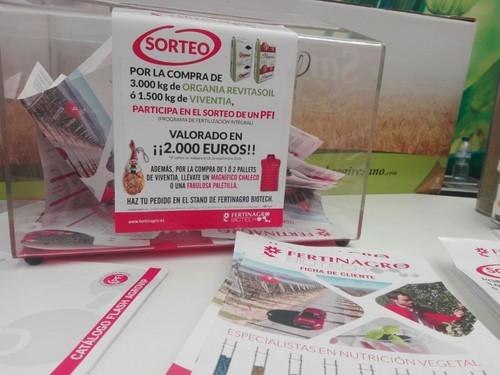 SORTEO
POR LA COMPRA DE
3.000 kg de ORGANIA REVITASOIL
ó 1.500 kg de VIVENTIA,
PARTICIPA EN EL SORTEO DE UN PFI
(PROGRAMA DE FERTILIZACIÓN INTEGRAL)
VALORADO EN
¡¡2.000 EUROS!!
ADEMÁS, POR LA COMPRA DE 1 Ó 2 PALLETS
DE VIVENTIA, LLÉVATE UN MAGNÍFICO CHALECO
O UNA FABULOSA PALETILLA.
HAZ TU PEDIDO EN EL STAND DE FERTINAGRO BIOTECH.
www.fertinagro.es
FERTINAGRO
BIOTECH
FERTINAGRO
BIOTECH
FICHA DE CLIENTE
ESPECIALISTAS EN NUTRICIÓN VEGETAL
CATÁLOGO FLASH AGROVIP